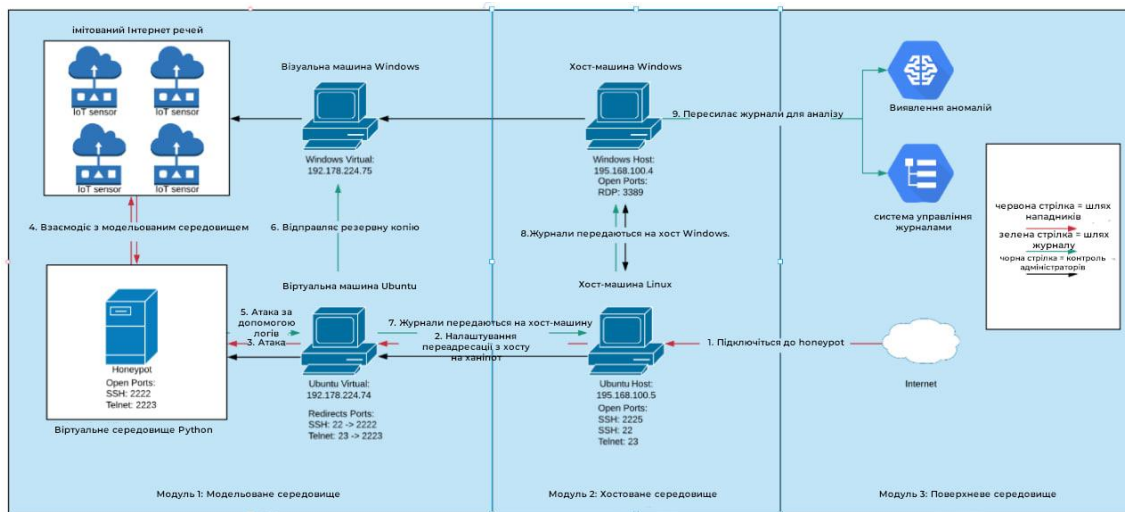 імітований Інтернет речей
IoT sensor
IoT sensor
IoT sensor
IoT sensor
4. Взаємодіє з модельованим середовищем
Honeypot
Open Ports:
SSH: 2222
Telnet: 2223
Віртуальне середовище Python
Візуальна машина Windows
Windows Virtual:
192.178.224.75
6. Відправляє резервну копію
Віртуальна машина Ubuntu
5. Атака за
допомогою
логів
3. Атака
Ubuntu Virtual:
192.178.224.74
Redirects Ports:
SSH: 22 -> 2222
Telnet: 23 -> 2223
Модуль 1: Модельоване середовище
Хост-машина Windows
Windows Host:
195.168.100.4
Open Ports:
RDP: 3389
8.Журнали передаються на хост Windows.
Хост-машина Linux
7. Журнали передаються на хост-машину
2. Налаштування
переадресації з хосту
на ханіпот
Ubuntu Host:
195.168.100.5
Open Ports:
SSH: 2225
SSH: 22
Telnet: 23
Модуль 2: Хостоване середовище
9. Пересилає журнали для аналізу
Виявлення аномалій
система управління
журналами
червона стрілка = шлях
нападників
зелена стрілка = шлях
журналу
чорна стрілка = контроль
адміністраторів
1. Підключіться до honeypot
Internet
Модуль 3: Поверхневе середовище